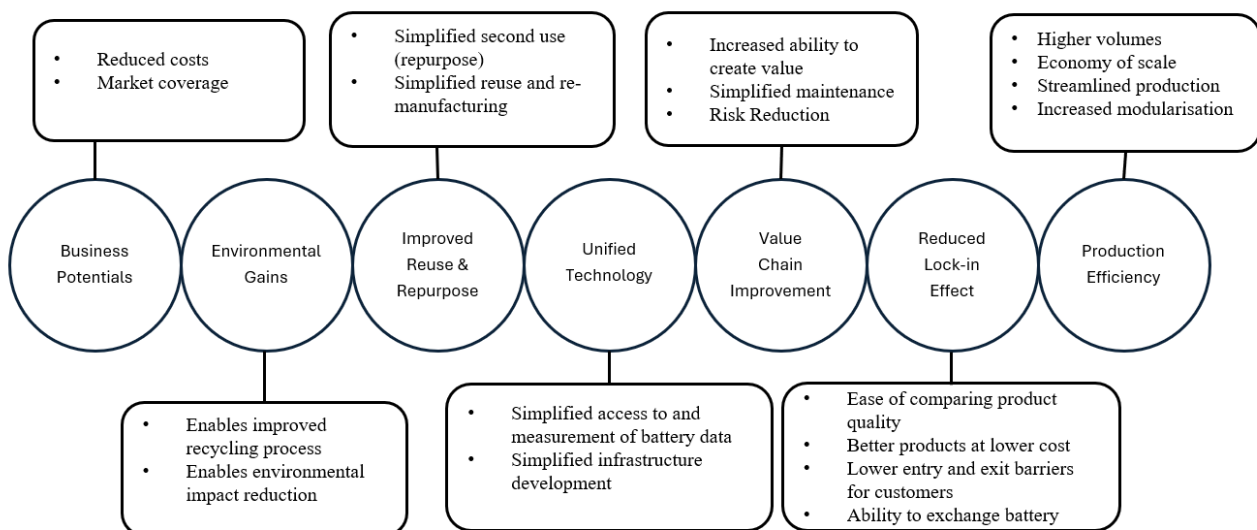 • Reduced costs
• Market coverage
• Simplified second use
(repurpose)
• Simplified reuse and re-
manufacturing
• Increased ability to
create value
• Simplified maintenance
• Risk Reduction
• Higher volumes
• Economy of scale
• Streamlined production
• Increased modularisation
Business
Potentials
Environmental
Gains
Improved
Reuse &
Repurpose
Unified
Technology
Value
Chain
Improvement
Reduced
Lock-in
Effect
Production
Efficiency
• Enables improved
recycling process
• Enables environmental
impact reduction
• Simplified access to and
measurement of battery data
• Simplified infrastructure
development
• Ease of comparing product
quality
• Better products at lower cost
• Lower entry and exit barriers
for customers
• Ability to exchange battery